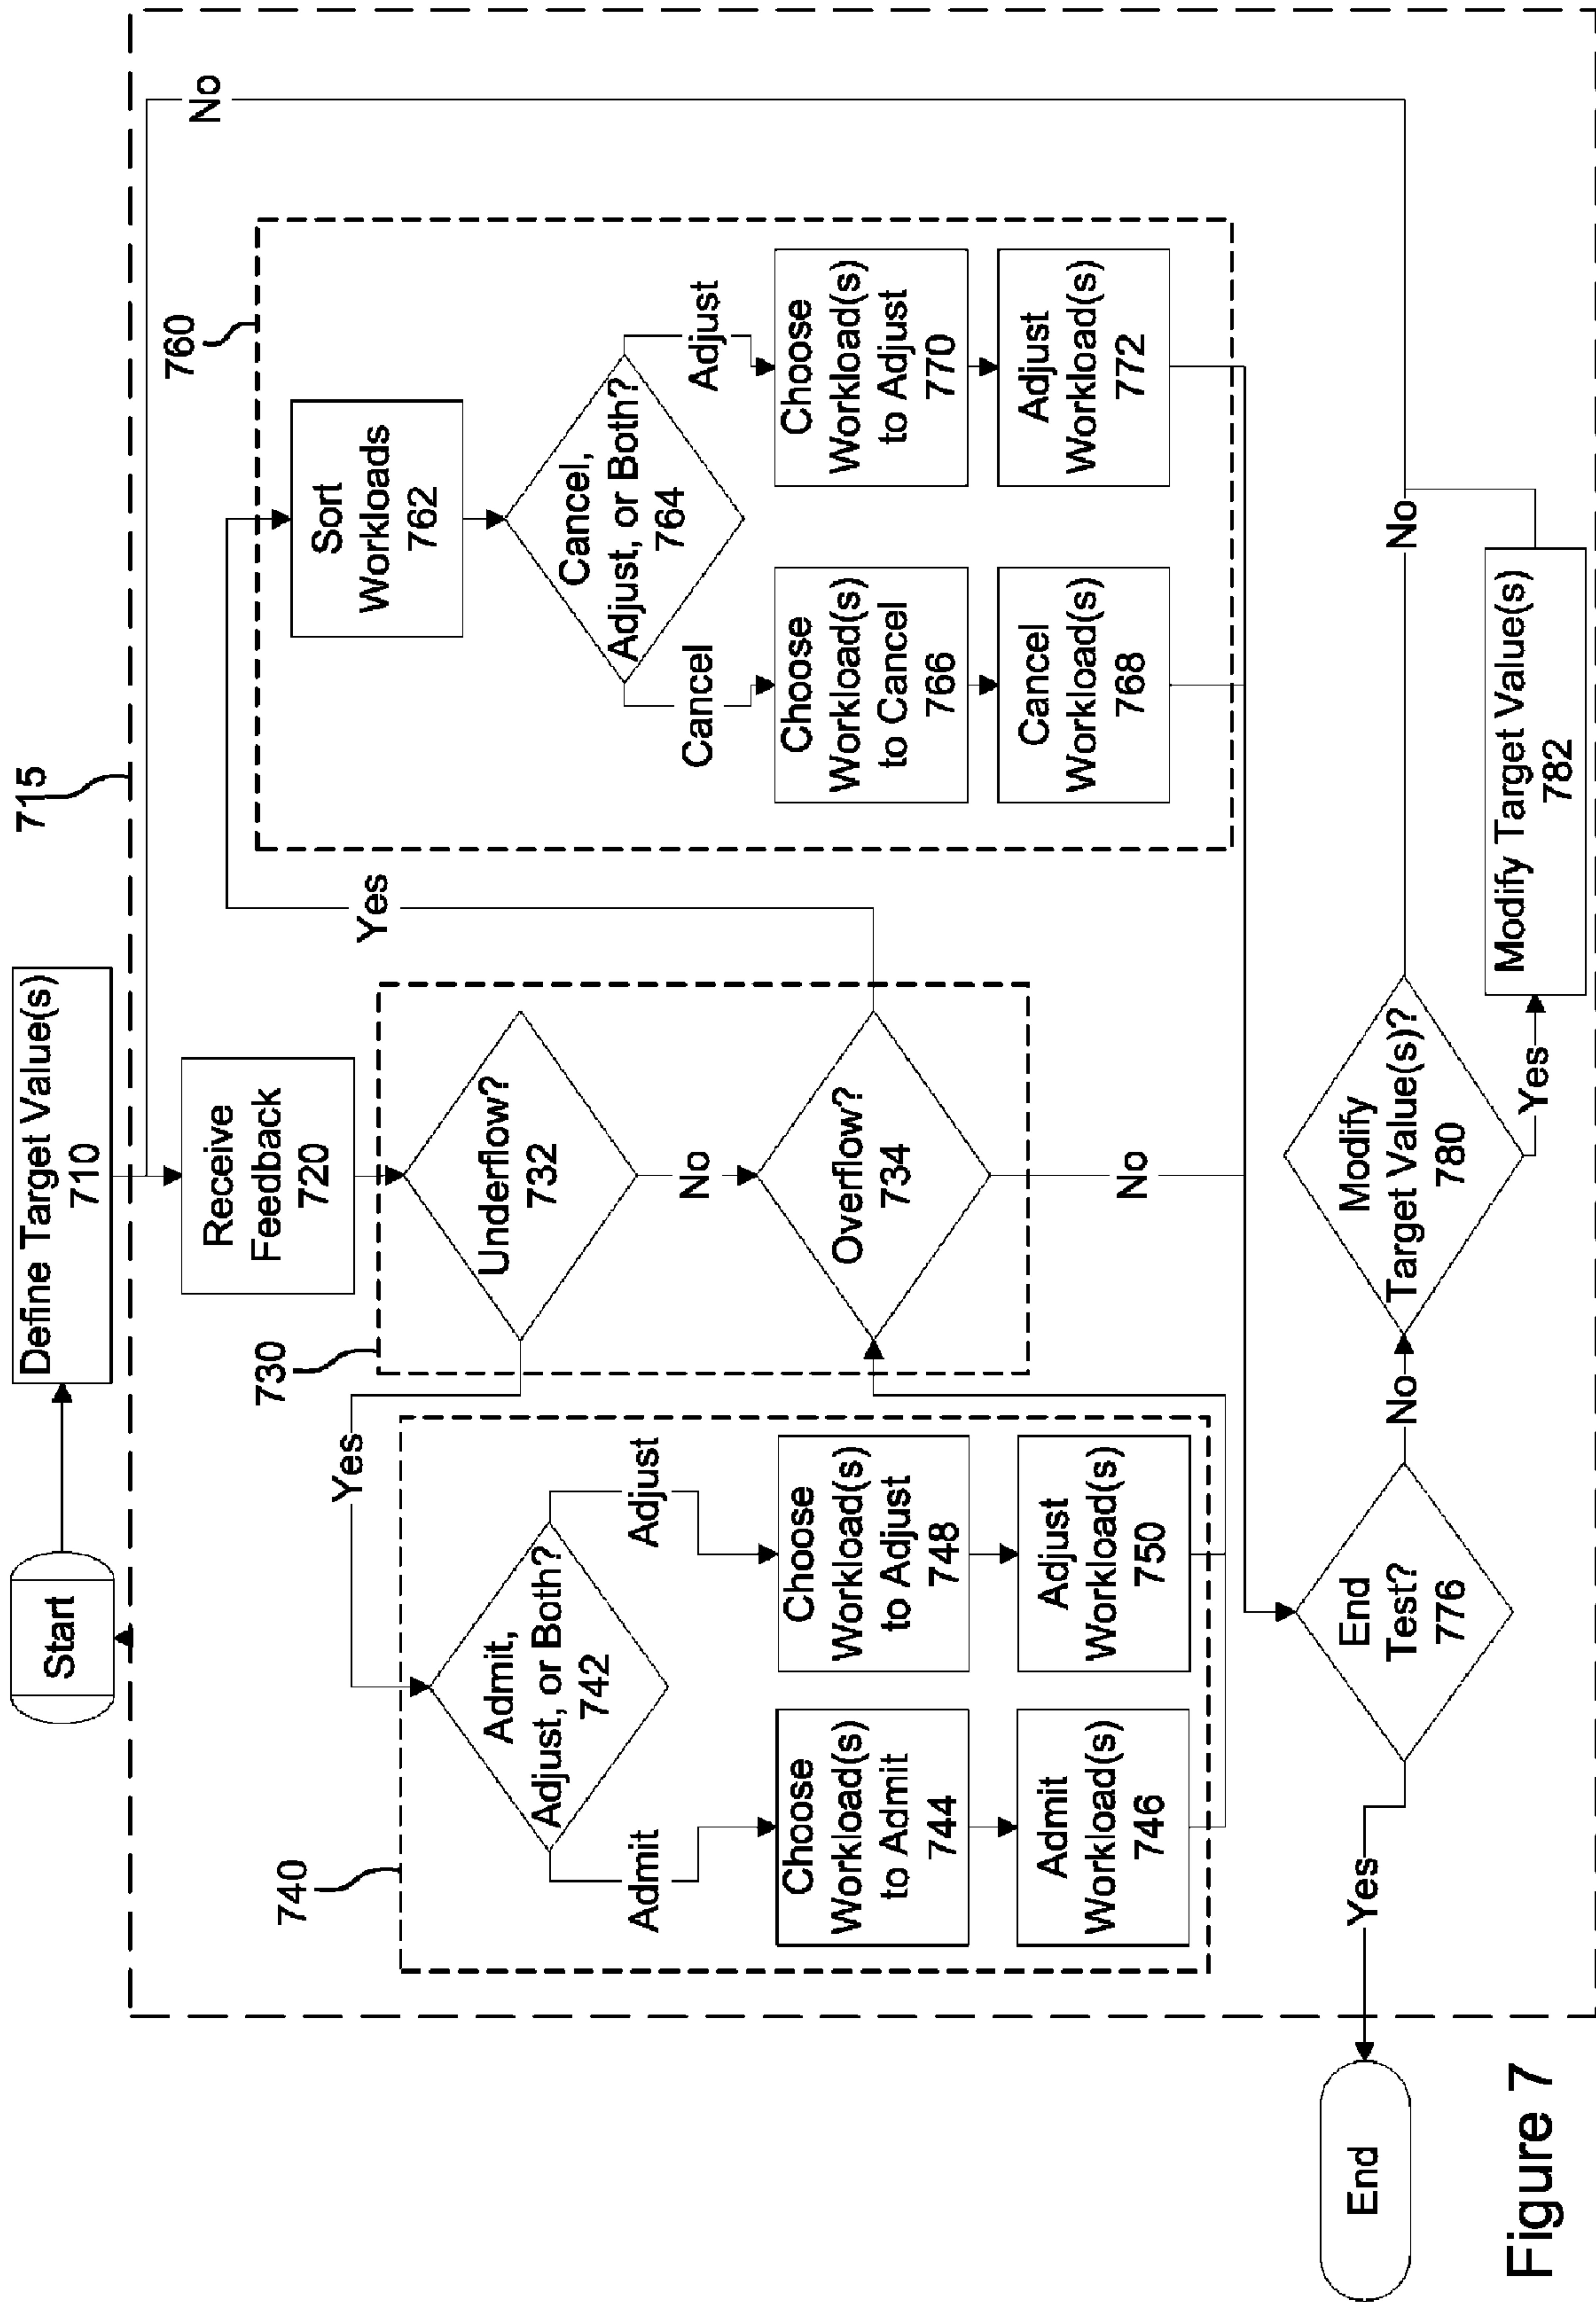 Start
Define Target Value(s)
710
715
No
Receive
Feedback
720
730
Underflow?
732
Yes
No
Overflow?
734
Yes
No
740
Admit,
Adjust, or Both?
742
Admit
Adjust
Choose
Workload(s)
to Admit
744
Admit
Workload(s)
746
Choose
Workload(s)
to Adjust
748
Adjust
Workload(s)
750
760
Sort
Workloads
762
Cancel,
Adjust, or Both?
764
Cancel
Adjust
Choose
Workload(s)
to Cancel
766
Cancel
Workload(s)
768
Choose
Workload(s)
to Adjust
770
Adjust
Workload(s)
772
End
Test?
776
Yes
No
Modify
Target Value(s)?
780
No
Yes
Modify Target Value(s)
782
End
Figure 7